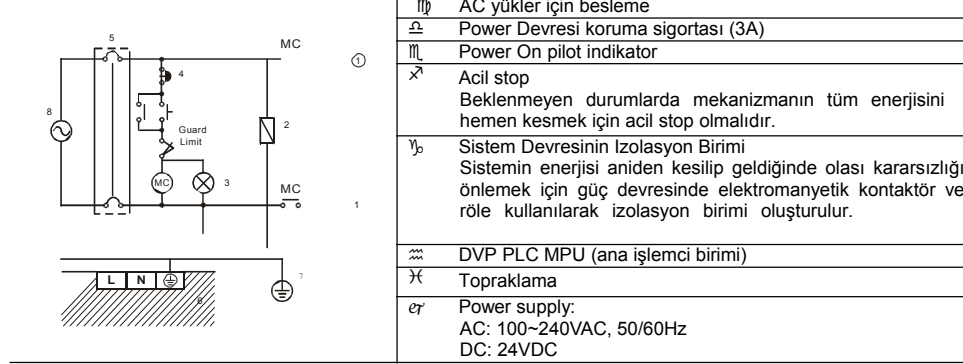 5
MC
①
4
8
Guard
Limit
2
MC
3
MC
1
L N
7
6
♍ AC yükler için besleme
♎ Power Devresi koruma sigortası (3A)
♏ Power On pilot indikator
♐ Acil stop
Beklenmeyen durumlarda mekanizmanın tüm enerjisini
hemen kesmek için acil stop olmalıdır.
♑ Sistem Devresinin Izolasyon Birimi
Sistemin enerjisi aniden kesilip geldiğinde olası kararsızlığı
önlemek için güç devresinde elektromanyetik kontaktör ve
röle kullanılarak izolasyon birimi oluşturulur.
♒ DVP PLC MPU (ana işlemci birimi)
♓ Topraklama
er Power supply:
AC: 100~240VAC, 50/60Hz
DC: 24VDC